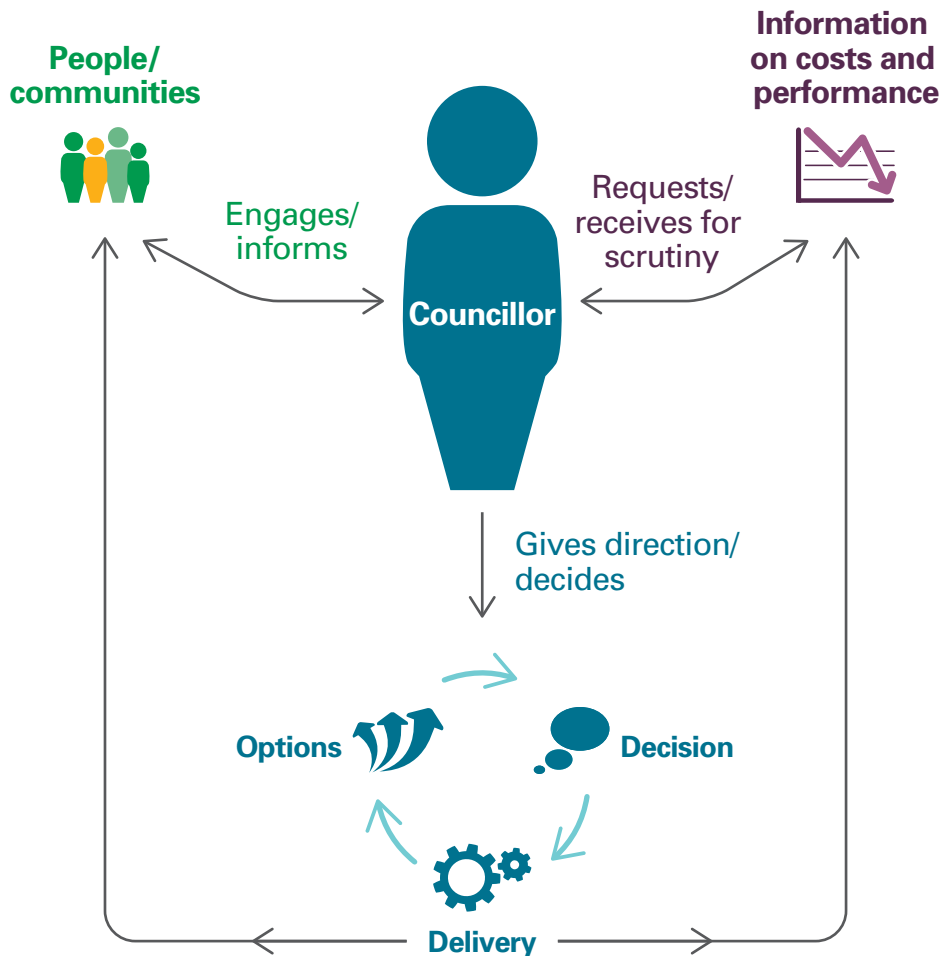 People/
communities
Information
on costs and
performance
Engages/
informs
Requests/
receives for
scrutiny
Councillor
Gives direction/
decides
Options
Decision
Delivery